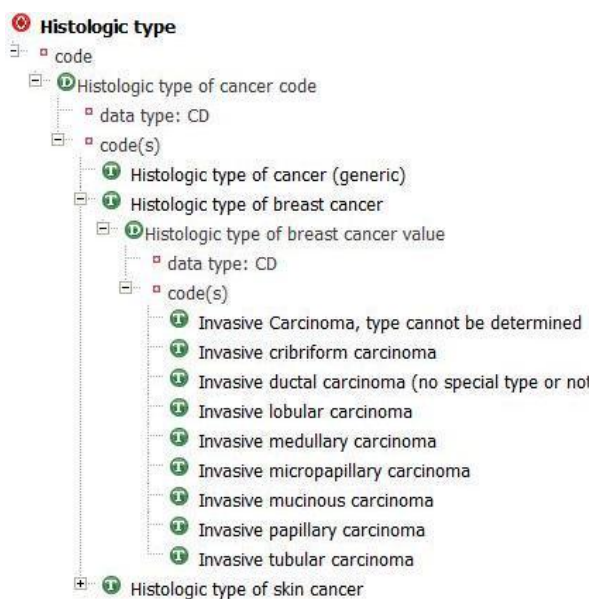 Histologic type
code
Histologic type of cancer code
data type: CD
code(s)
Histologic type of cancer (generic)
Histologic type of breast cancer
Histologic type of breast cancer value
data type: CD
code(s)
Invasive Carcinoma, type cannot be determined
Invasive cribriform carcinoma
Invasive ductal carcinoma (no special type or not
Invasive lobular carcinoma
Invasive medullary carcinoma
Invasive micropapillary carcinoma
Invasive mucinous carcinoma
Invasive papillary carcinoma
Invasive tubular carcinoma
Histologic type of skin cancer